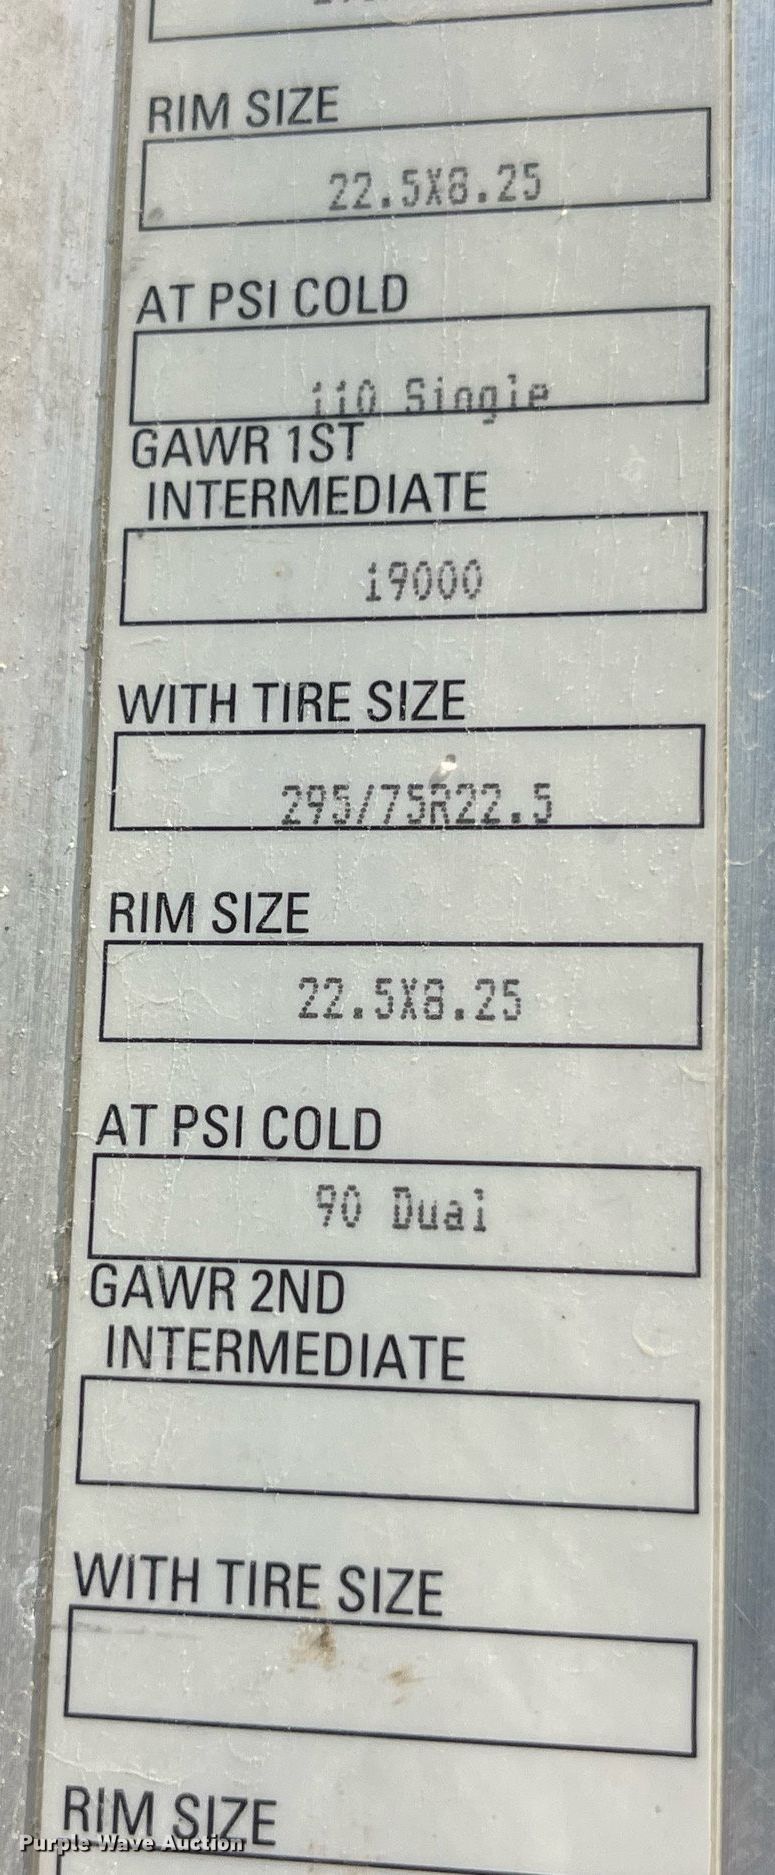 RIM SIZE
22.5X8.25
AT PSI COLD
110 Single
GAWR 1ST
INTERMEDIATE
19000
WITH TIRE SIZE
295/75R22.5
RIM SIZE
22.5X8.25
AT PSI COLD
90 Dual
GAWR 2ND
INTERMEDIATE
WITH TIRE SIZE
RIM SIZE
Purple Wave Auction